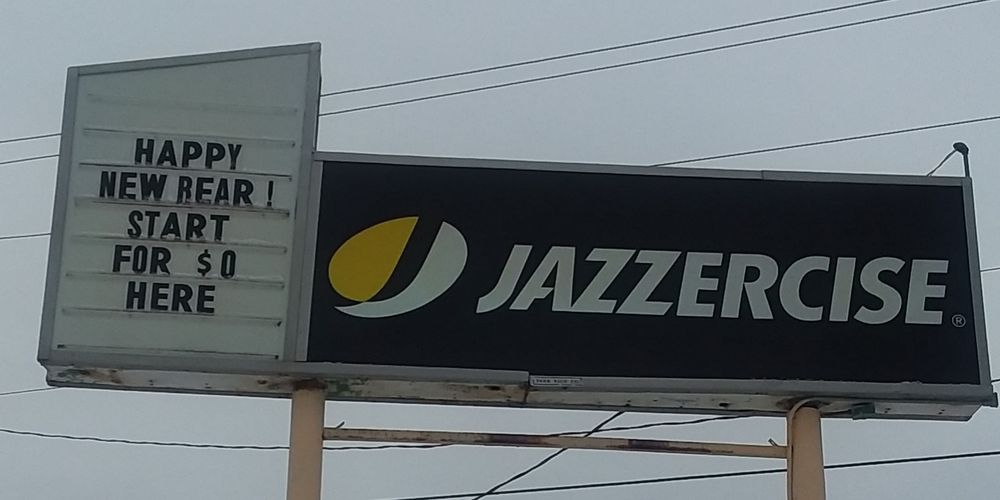 HAPPY
NEW REAR !
START
FOR $0
HERE
JAZZERCISE ®